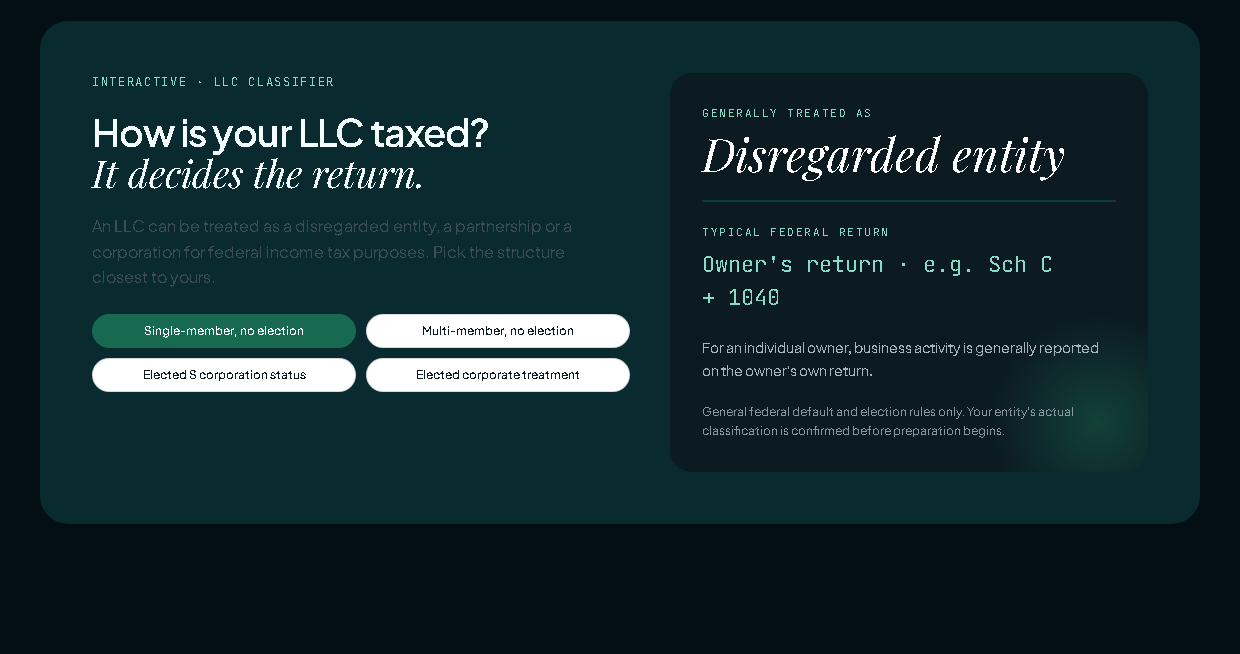 INTERACTIVE · LLC CLASSIFIER
How is your LLC taxed?
It decides the return.
An LLC can be treated as a disregarded entity, a partnership or a
corporation for federal income tax purposes. Pick the structure
closest to yours.
Single-member, no election
Multi-member, no election
Elected S corporation status
Elected corporate treatment
GENERALLY TREATED AS
Disregarded entity
TYPICAL FEDERAL RETURN
Owner's return · e.g. Sch C
+ 1040
For an individual owner, business activity is generally reported
on the owner's own return.
General federal default and election rules only. Your entity's actual
classification is confirmed before preparation begins.